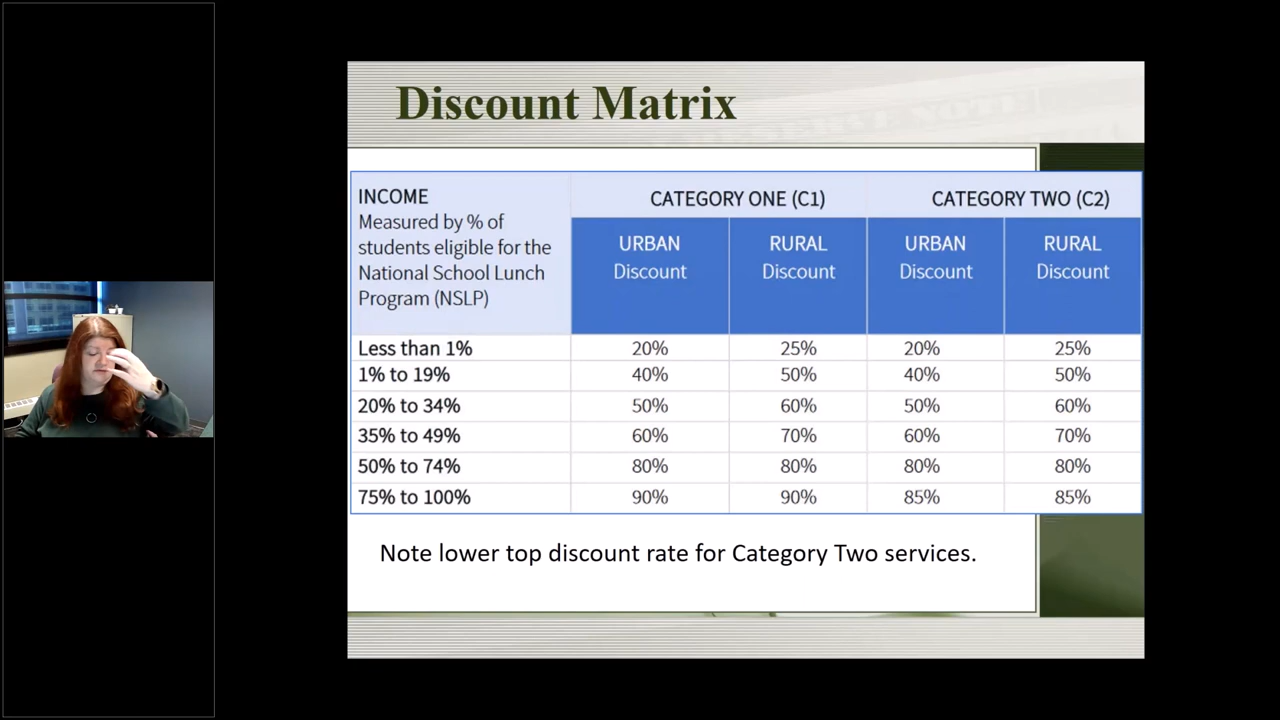 Discount Matrix
INCOME
Measured by % of
students eligible for the
National School Lunch
Program (NSLP)
CATEGORY ONE (C1)
CATEGORY TWO (C2)
URBAN
Discount
RURAL
Discount
URBAN
Discount
RURAL
Discount
Less than 1% 20% 25% 20% 25%
1% to 19% 40% 50% 40% 50%
20% to 34% 50% 60% 50% 60%
35% to 49% 60% 70% 60% 70%
50% to 74% 80% 80% 80% 80%
75% to 100% 90% 90% 85% 85%
Note lower top discount rate for Category Two services.